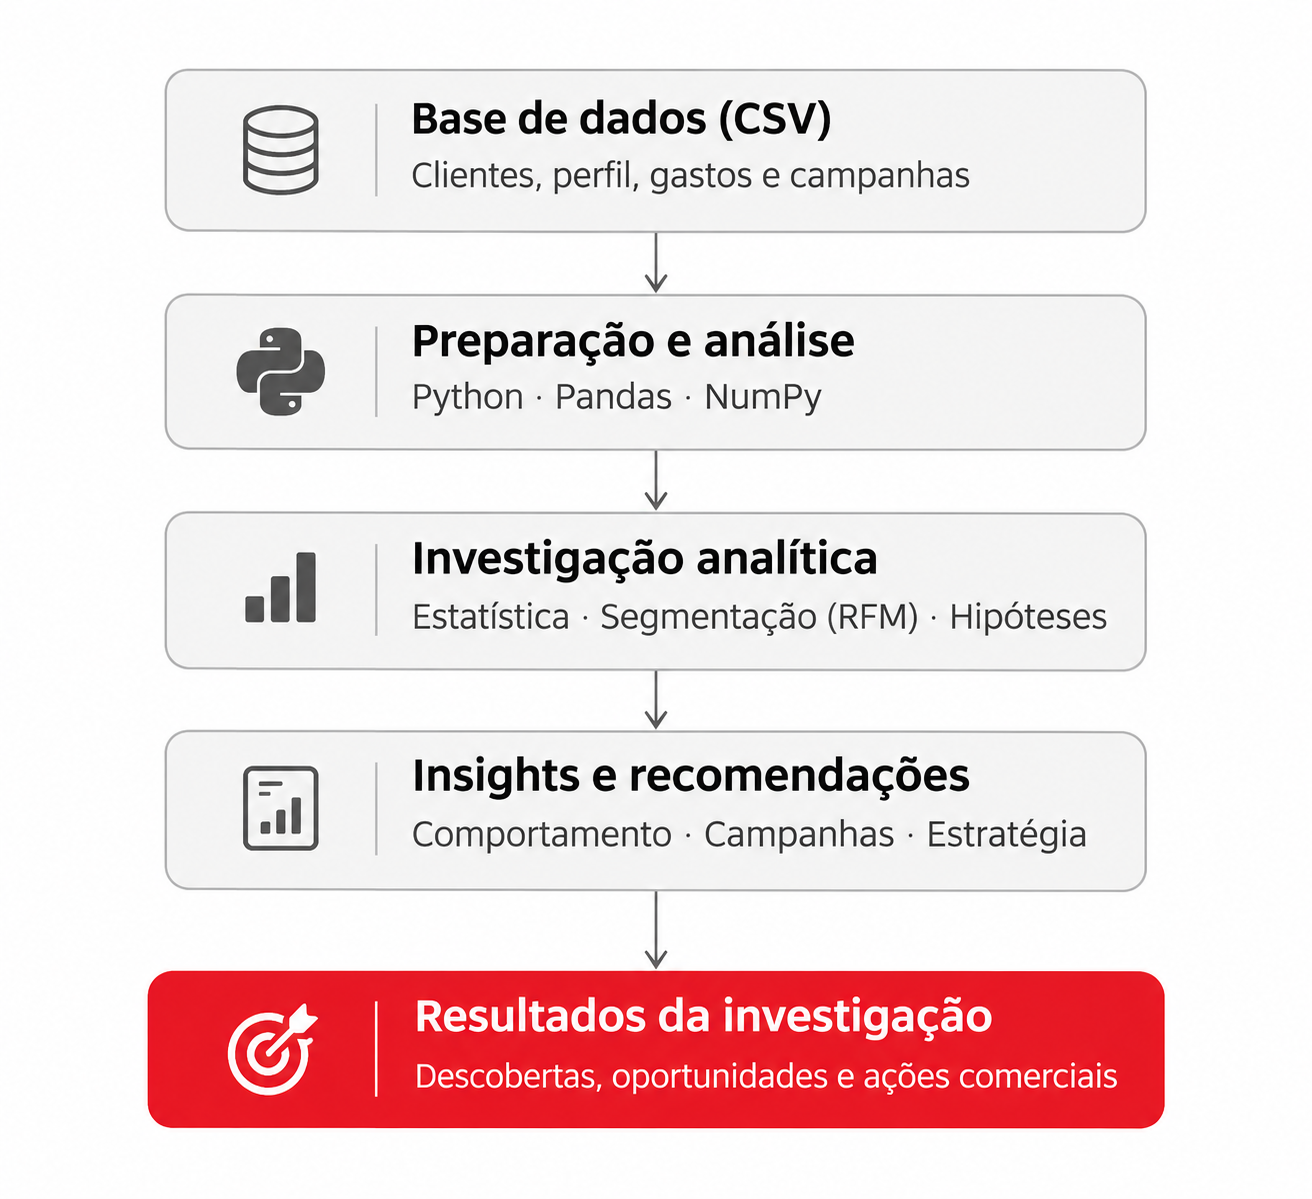 Base de dados (CSV)
Clientes, perfil, gastos e campanhas
Preparação e análise
Python · Pandas · NumPy
Investigação analítica
Estatística · Segmentação (RFM) · Hipóteses
Insights e recomendações
Comportamento · Campanhas · Estratégia
Resultados da investigação
Descobertas, oportunidades e ações comerciais